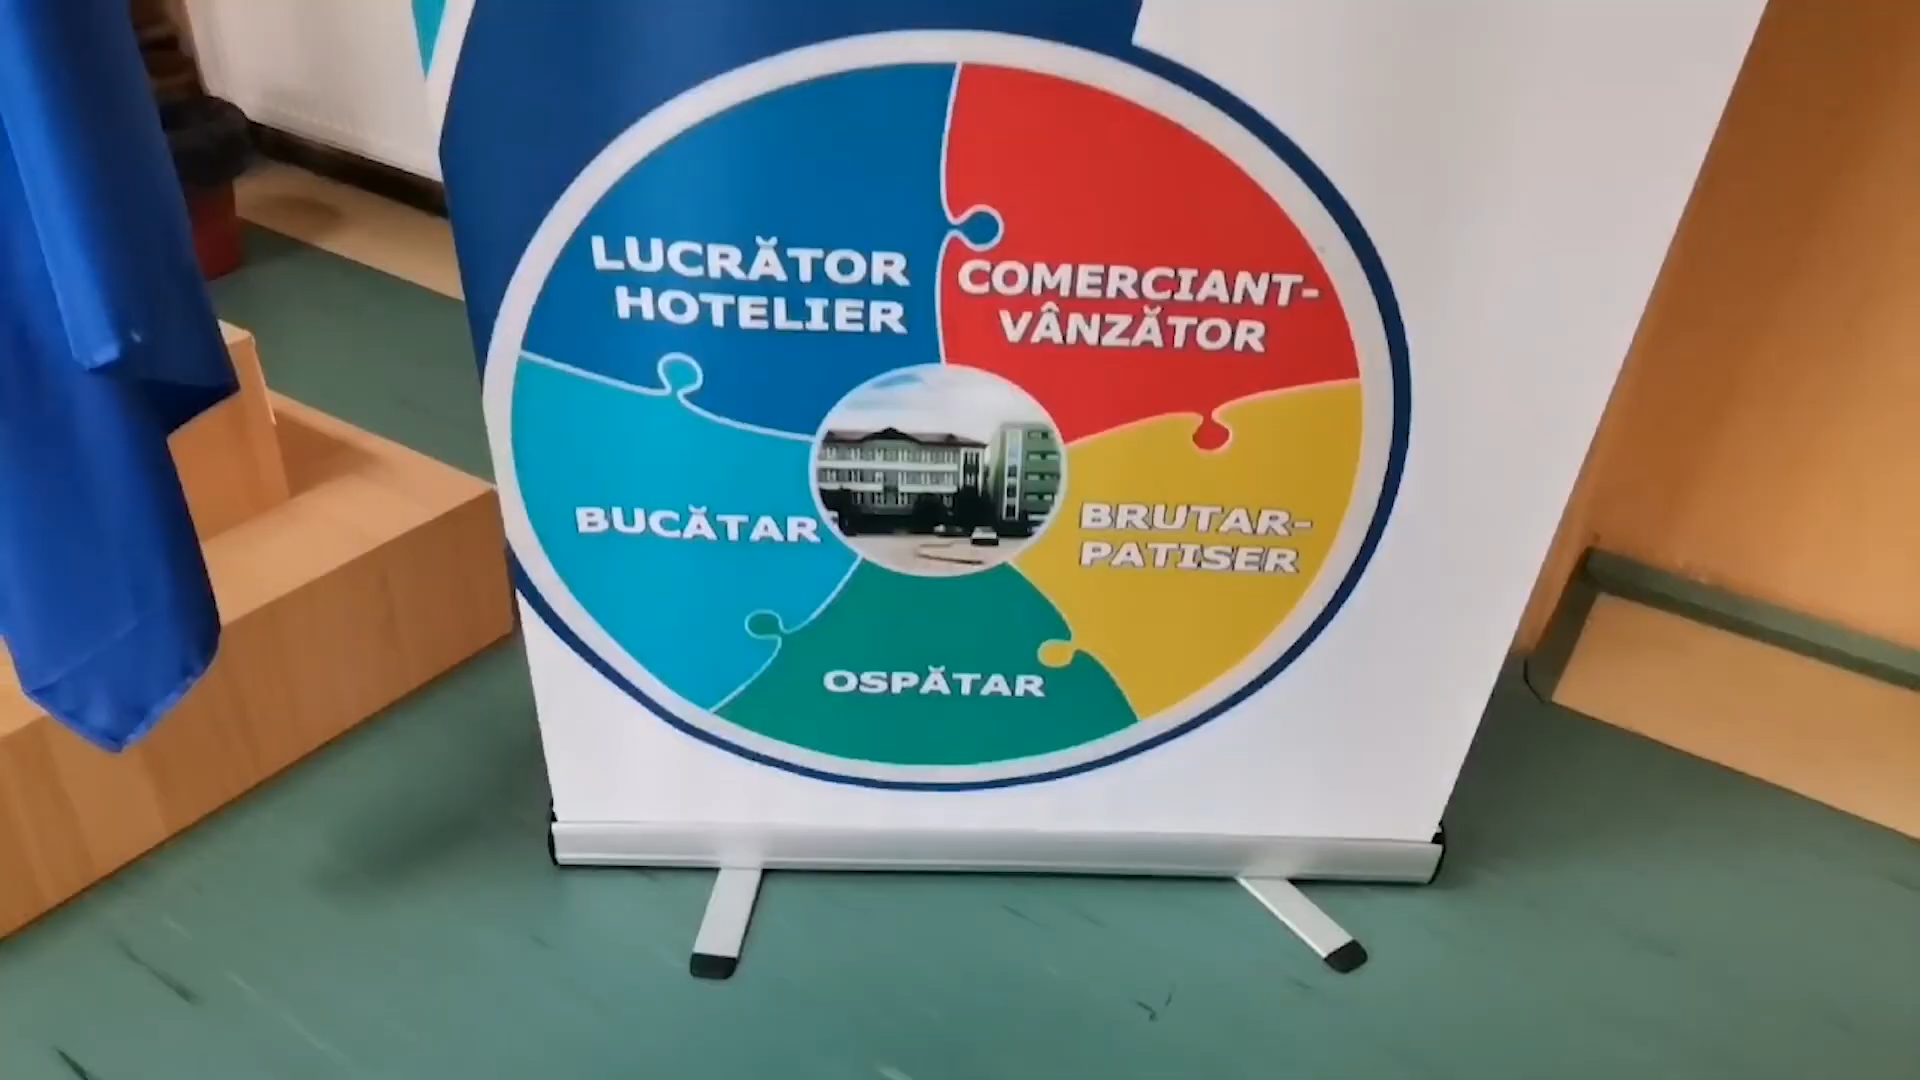 LUCRĂTOR
HOTELIER
COMERCIANT-
VÂNZĂTOR
BUCĂTAR
BRUTAR-
PATISER
OSPĂTAR